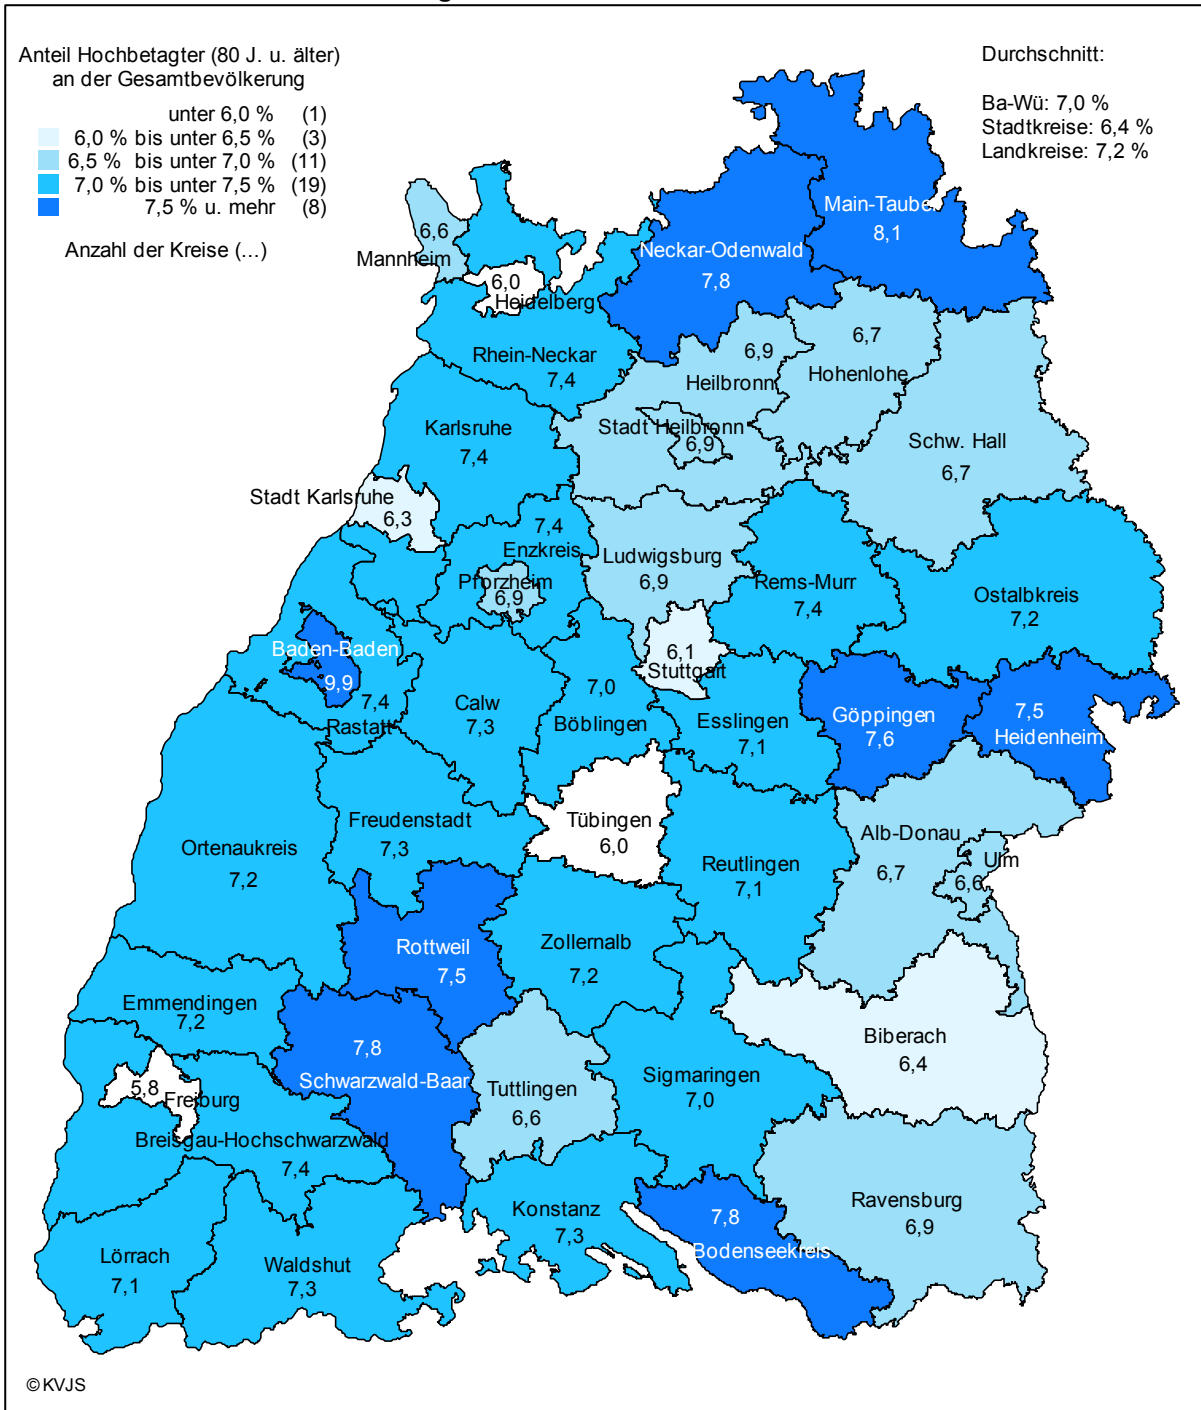 Anteil Hochbetagter (80 J. u. älter)
an der Gesamtbevölkerung
unter 6,0 % (1)
6,0 % bis unter 6,5 % (3)
6,5 % bis unter 7,0 % (11)
7,0 % bis unter 7,5 % (19)
7,5 % u. mehr (8)
Anzahl der Kreise (...)
Durchschnitt:
Ba-Wü: 7,0 %
Stadtkreise: 6,4 %
Landkreise: 7,2 %
Main-Tauber
8,1
6,6
Mannheim
Neckar-Odenwald
7,8
6,0
Heidelberg
Rhein-Neckar
7,4
6,9
Heilbronn
6,7
Hohenlohe
Karlsruhe
7,4
Stadt Heilbronn
6,9
Schw. Hall
6,7
Stadt Karlsruhe
6,3
7,4
Enzkreis
Pforzheim
6,9
Ludwigsburg
6,9
Rems-Murr
7,4
Ostalbkreis
7,2
Baden-Baden
9,9
7,4
Rastatt
Calw
7,3
7,0
Böblingen
6,1
Stuttgart
Esslingen
7,1
Göppingen
7,6
7,5
Heidenheim
Ortenaukreis
7,2
Freudenstadt
7,3
Tübingen
6,0
Reutlingen
7,1
Alb-Donau
6,7
Ulm
6,6
Rottweil
7,5
Zollernalb
7,2
Emmendingen
7,2
7,8
Schwarzwald-Baar
Biberach
6,4
5,8
Freiburg
Tuttlingen
6,6
Sigmaringen
7,0
Breisgau-Hochschwarzwald
7,4
Konstanz
7,3
7,8
Bodenseekreis
Ravensburg
6,9
Lörrach
7,1
Waldshut
7,3
© KVJS